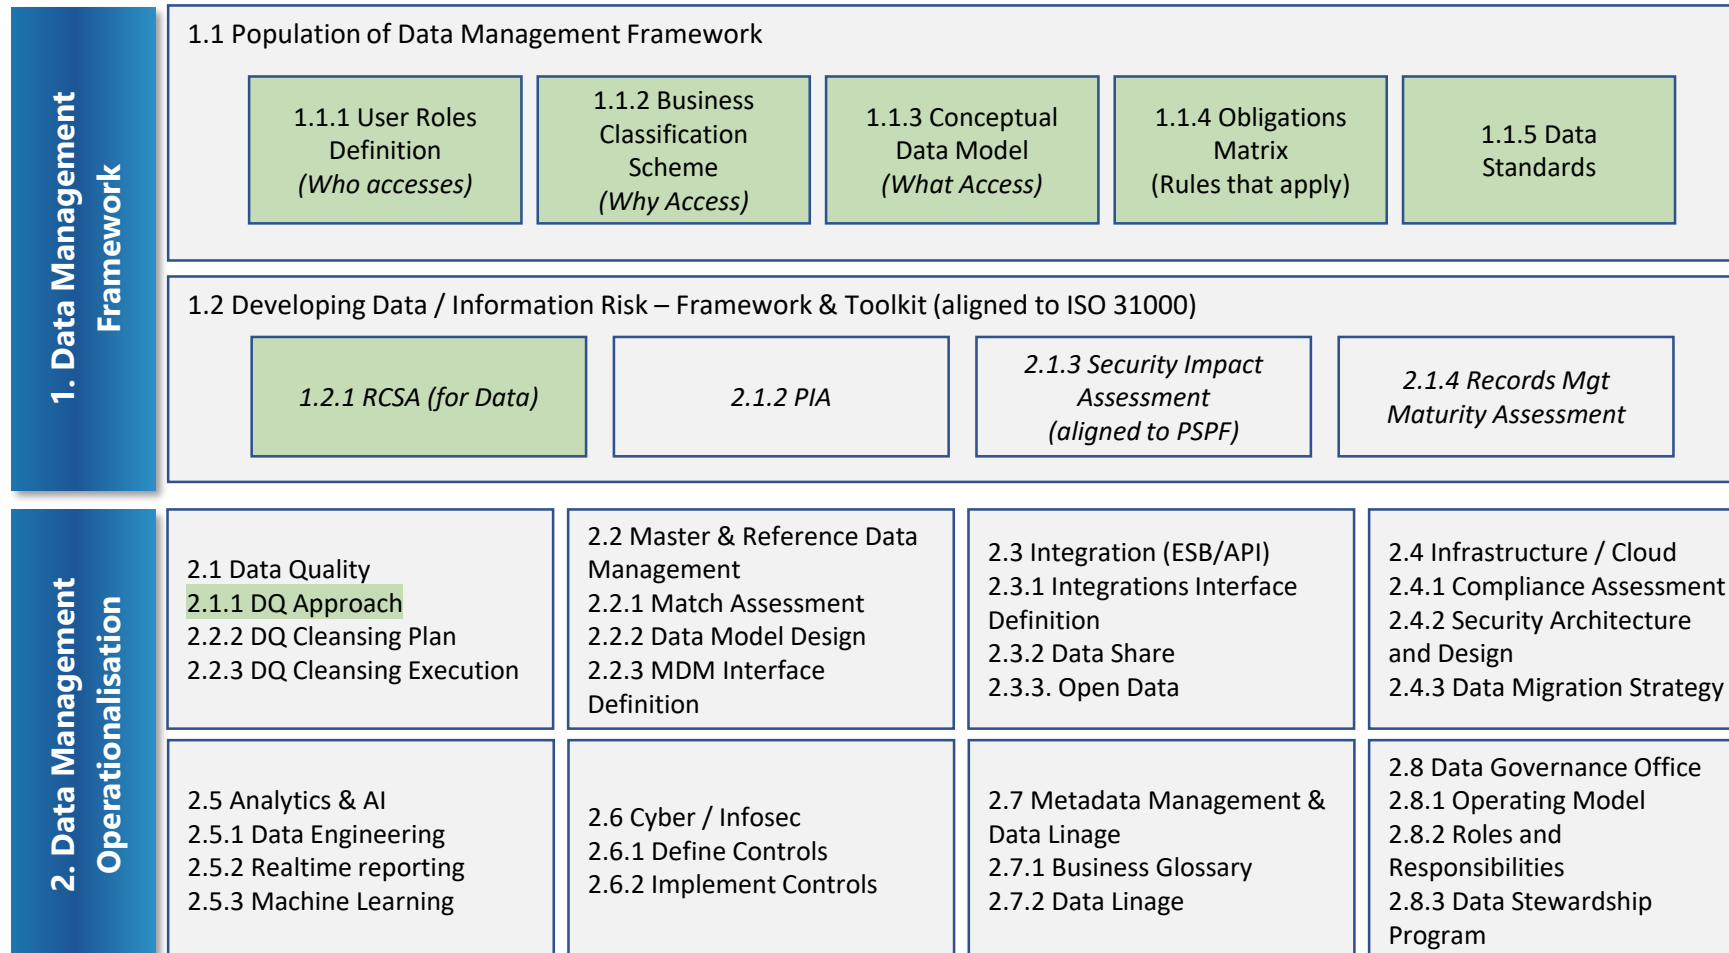 1. Data Management
Framework
1.1 Population of Data Management Framework
1.1.1 User Roles
Definition
(Who accesses)
1.1.2 Business
Classification
Scheme
(Why Access)
1.1.3 Conceptual
Data Model
(What Access)
1.1.4 Obligations
Matrix
(Rules that apply)
1.1.5 Data
Standards
1.2 Developing Data / Information Risk – Framework & Toolkit (aligned to ISO 31000)
1.2.1 RCSA (for Data)
2.1.2 PIA
2.1.3 Security Impact
Assessment
(aligned to PSPF)
2.1.4 Records Mgt
Maturity Assessment
2. Data Management
Operationalisation
2.1 Data Quality
2.1.1 DQ Approach
2.2.2 DQ Cleansing Plan
2.2.3 DQ Cleansing Execution
2.2 Master & Reference Data
Management
2.2.1 Match Assessment
2.2.2 Data Model Design
2.2.3 MDM Interface
Definition
2.3 Integration (ESB/API)
2.3.1 Integrations Interface
Definition
2.3.2 Data Share
2.3.3. Open Data
2.4 Infrastructure / Cloud
2.4.1 Compliance Assessment
2.4.2 Security Architecture
and Design
2.4.3 Data Migration Strategy
2.5 Analytics & AI
2.5.1 Data Engineering
2.5.2 Realtime reporting
2.5.3 Machine Learning
2.6 Cyber / Infosec
2.6.1 Define Controls
2.6.2 Implement Controls
2.7 Metadata Management &
Data Linage
2.7.1 Business Glossary
2.7.2 Data Linage
2.8 Data Governance Office
2.8.1 Operating Model
2.8.2 Roles and
Responsibilities
2.8.3 Data Stewardship
Program